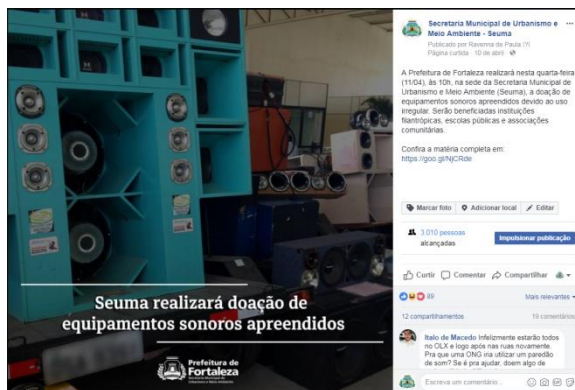 Seuma realizará doação de
equipamentos sonoros apreendidos
Prefeitura de
Fortaleza
Secretaria Municipal de
Urbanismo e Meio Ambiente
Secretaria Municipal de Urbanismo e
Meio Ambiente - Seuma
Publicado por Ravenna de Paula [?]
Página curtida · 10 de abril
A Prefeitura de Fortaleza realizará nesta quarta-feira
(11/04), às 10h, na sede da Secretaria Municipal de
Urbanismo e Meio Ambiente (Seuma), a doação de
equipamentos sonoros apreendidos devido ao uso
irregular. Serão beneficiadas instituições
filantrópicas, escolas públicas e associações
comunitárias.
Confira a matéria completa em:
https://goo.gl/NjCRde
Marcar foto Adicionar local Editar
3.010 pessoas
alcançadas
Impulsionar publicação
Curtir Comentar Compartilhar
89 Mais relevantes
12 compartilhamentos 19 comentários
Italo de Macedo Infelizmente estarão todos
no OLX e logo após nas ruas novamente.
Pra que uma ONG iria utilizar um paredão
de som? Se é pra ajudar, doem algo de
Escreva um comentário...